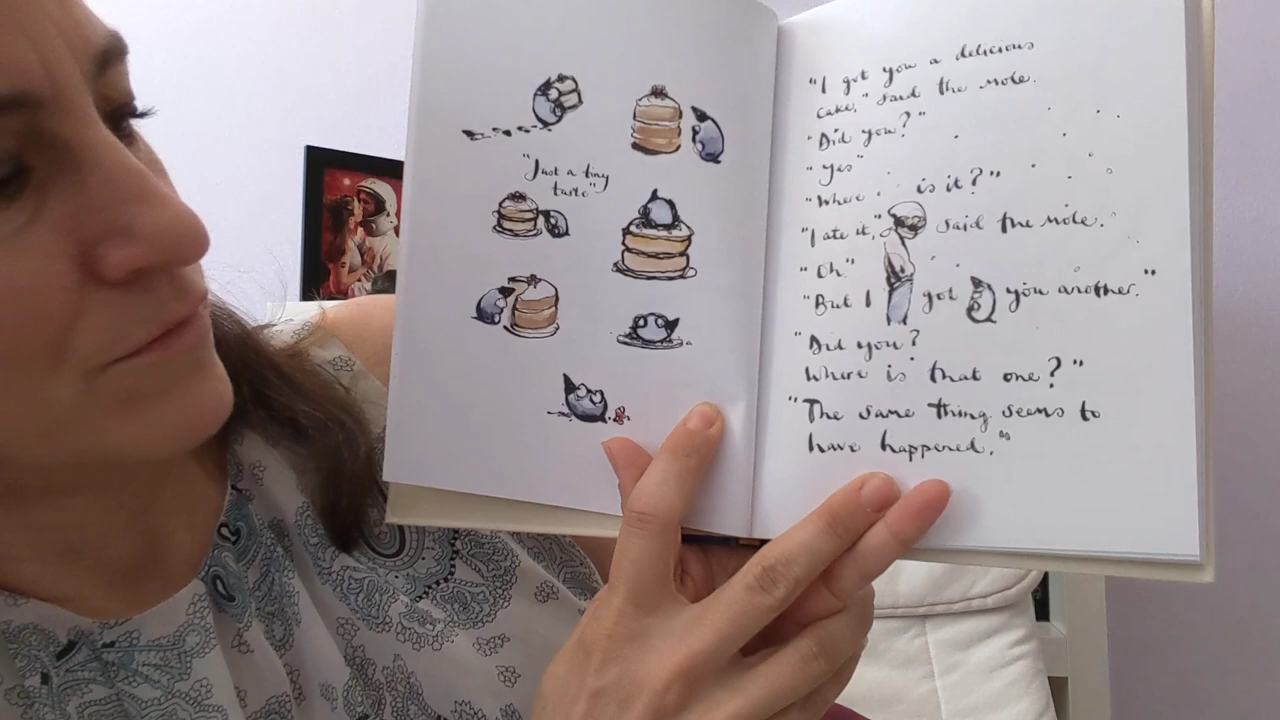 "Just a tiny
taste"
"I got you a delicious
cake," said the mole.
"Did you?"
"Yes"
"Where is it?"
"I ate it," said the mole.
"Oh."
"But I got you another."
"Did you?
Where is that one?"
"The same thing seems to
have happened."